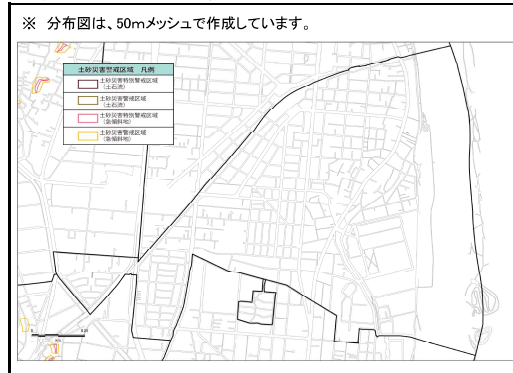 ※ 分布図は、50mメッシュで作成しています。
土砂災害警戒区域 凡例
土砂災害特別警戒区域
(土石流)
土砂災害警戒区域
(土石流)
土砂災害特別警戒区域
(急傾斜地)
土砂災害警戒区域
(急傾斜地)